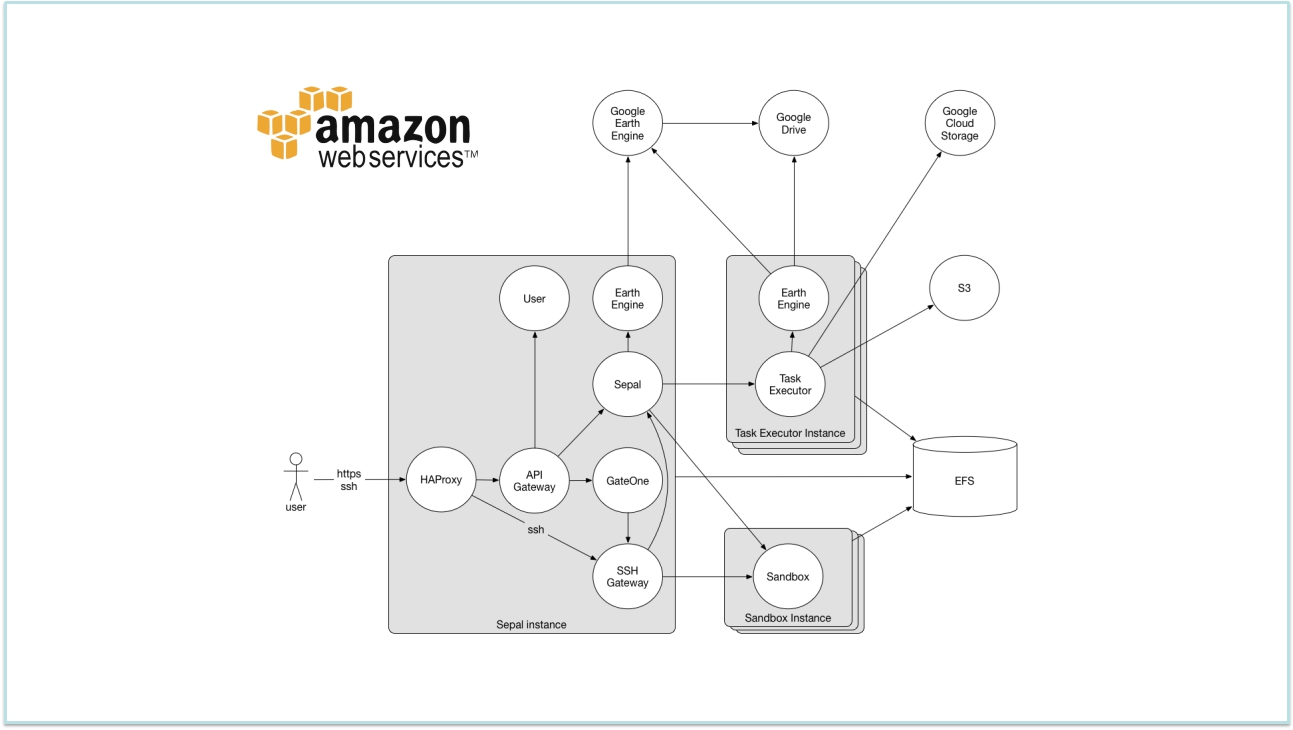 amazon
webservices™
Google
Earth
Engine
Google
Drive
Google
Cloud
Storage
User
Earth
Engine
Earth
Engine
S3
Sepal
Task
Executor
Task Executor Instance
https
ssh
user
HAProxy
API
Gateway
GateOne
EFS
ssh
SSH
Gateway
Sandbox
Sandbox Instance
Sepal instance